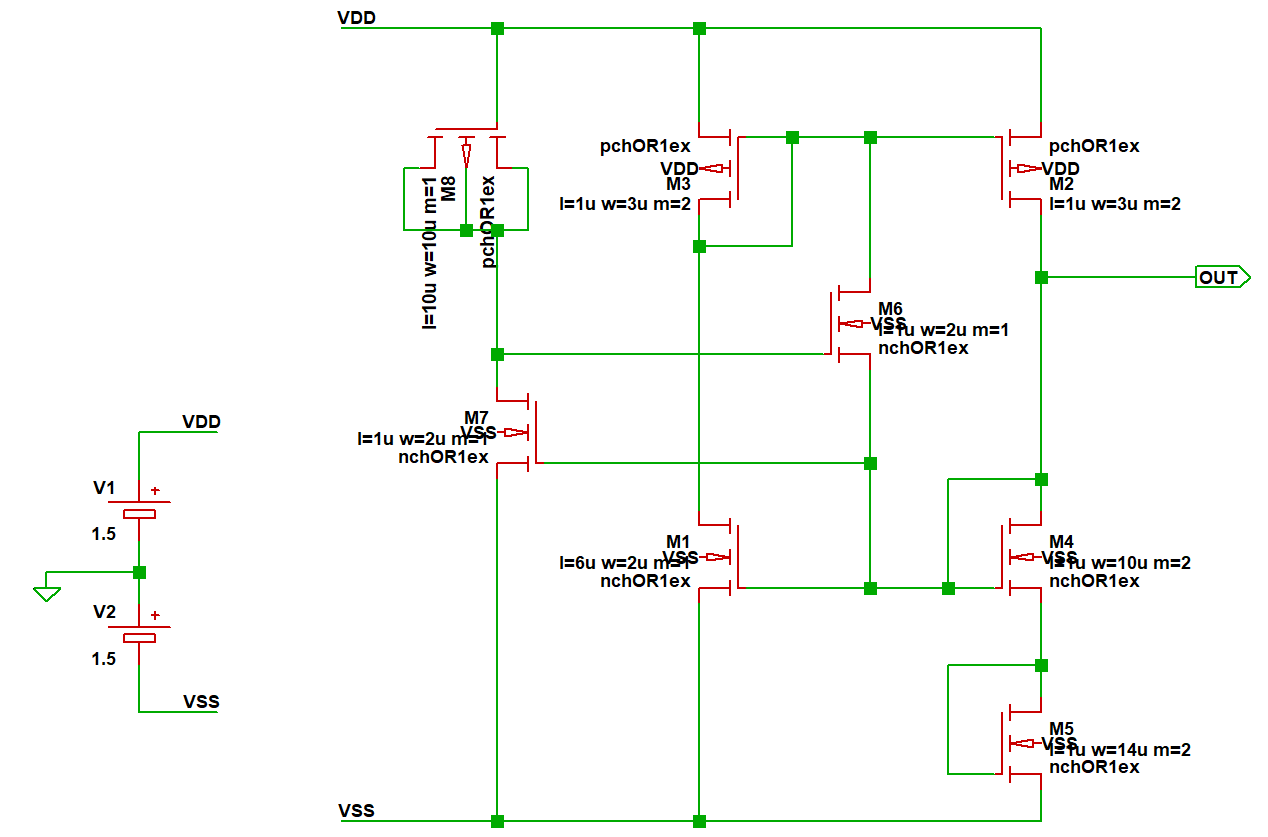 VDD
pchOR1ex
VDD
M3
l=1u w=3u m=2
pchOR1ex
VDD
M2
l=1u w=3u m=2
l=10u w=10u m=1
M8
pchOR1ex
OUT
M6
VSS
l=1u w=2u m=1
nchOR1ex
M7
VSS
l=1u w=2u m=1
nchOR1ex
VDD
V1
+
1.5
V2
+
1.5
VSS
M1
VSS
l=6u w=2u m=1
nchOR1ex
M4
VSS
l=1u w=10u m=2
nchOR1ex
M5
VSS
l=1u w=14u m=2
nchOR1ex
VSS